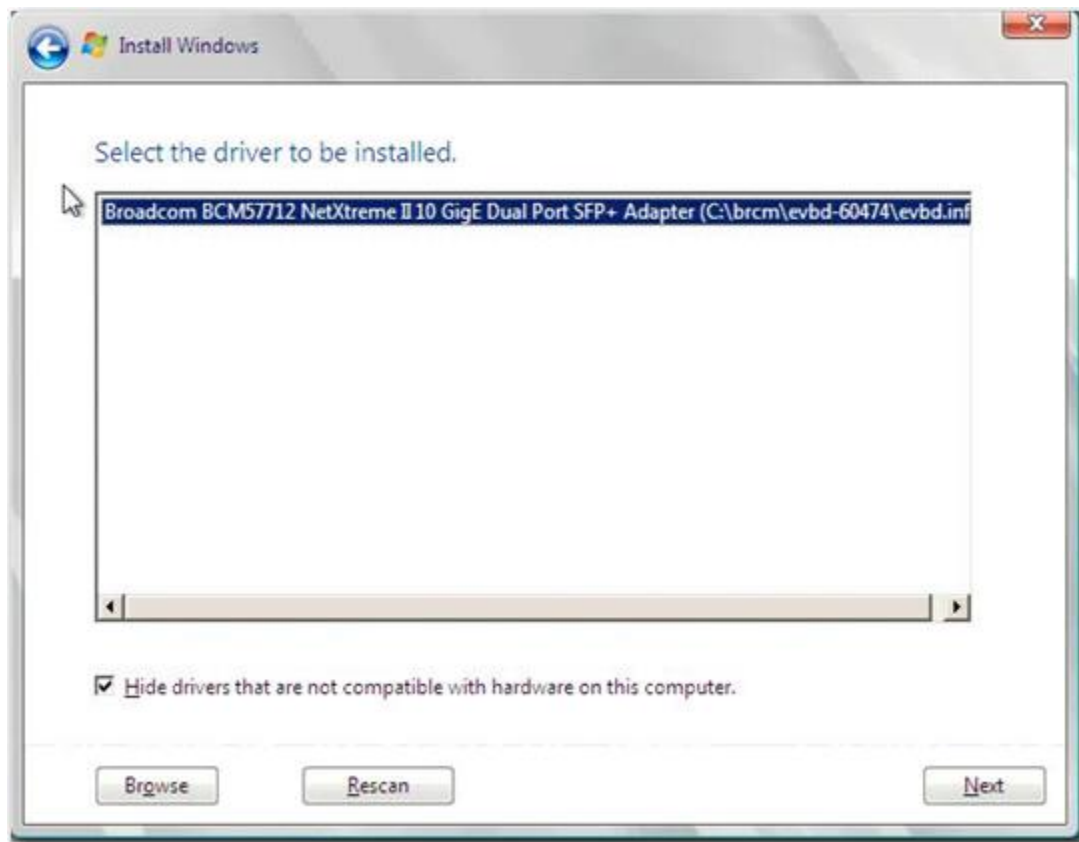 Install Windows
Select the driver to be installed.
Broadcom BCM57712 NetXtreme II 10 GigE Dual Port SFP+ Adapter (C:\brcm\evbd-60474\evbd.inf
Hide drivers that are not compatible with hardware on this computer.
Browse Rescan Next